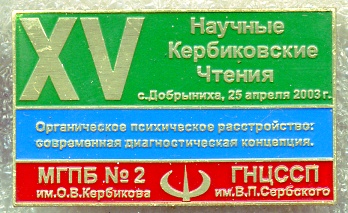 XV
Научные
Кербиковские
Чтения
с.Добрыниха, 25 апреля 2003 г.
Органическое психическое расстройство:
современная диагностическая концепция.
МГПБ № 2
им.О.В.Кербикова
ГНЦССП
им.В.П.Сербского